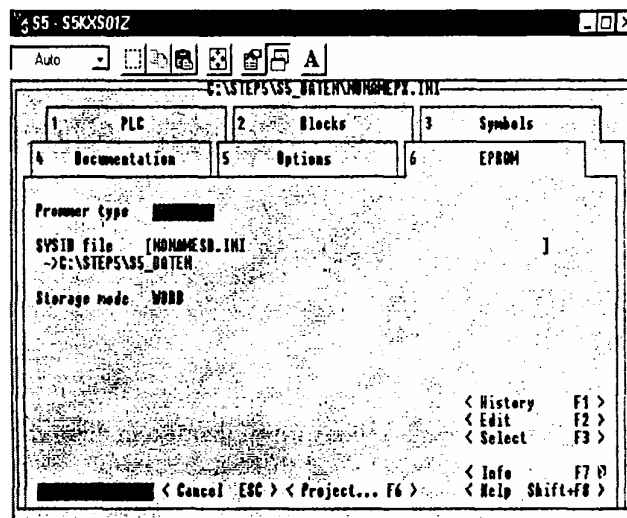 S5 - S5KXS01Z
Auto
A
C:\STEP5\S5_DATEN\NONAMEPX.INI
1 PLC 2 Blocks 3 Symbols
4 Documentation 5 Options 6 EPROM
Prommer type
SYSID file [NONAMESD.INI ]
->C:\STEP5\S5_DATEN
Storage mode WORD
< History F1 >
< Edit F2 >
< Select F3 >
< Info F7 >
< Cancel ESC > < Project... F6 > < Help Shift+F8 >